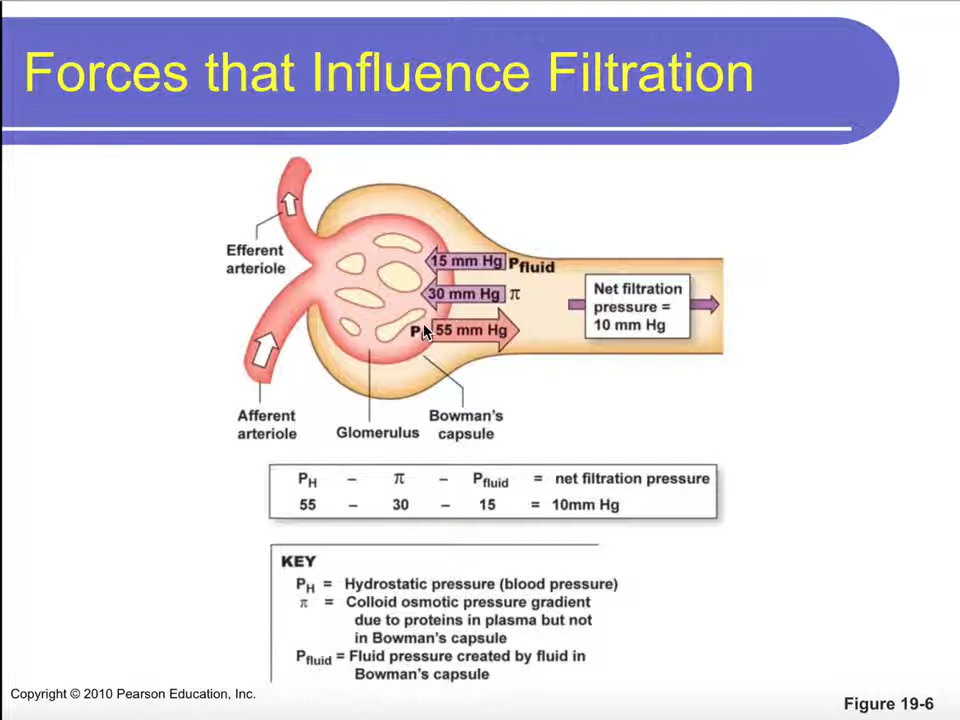 Forces that Influence Filtration
Efferent
arteriole
15 mm Hg Pfluid
30 mm Hg π
P 55 mm Hg
Net filtration
pressure =
10 mm Hg
Afferent
arteriole
Glomerulus
Bowman's
capsule
PH – π – Pfluid = net filtration pressure
55 – 30 – 15 = 10mm Hg
KEY
PH = Hydrostatic pressure (blood pressure)
π = Colloid osmotic pressure gradient
due to proteins in plasma but not
in Bowman's capsule
Pfluid = Fluid pressure created by fluid in
Bowman's capsule
Copyright © 2010 Pearson Education, Inc.
Figure 19-6